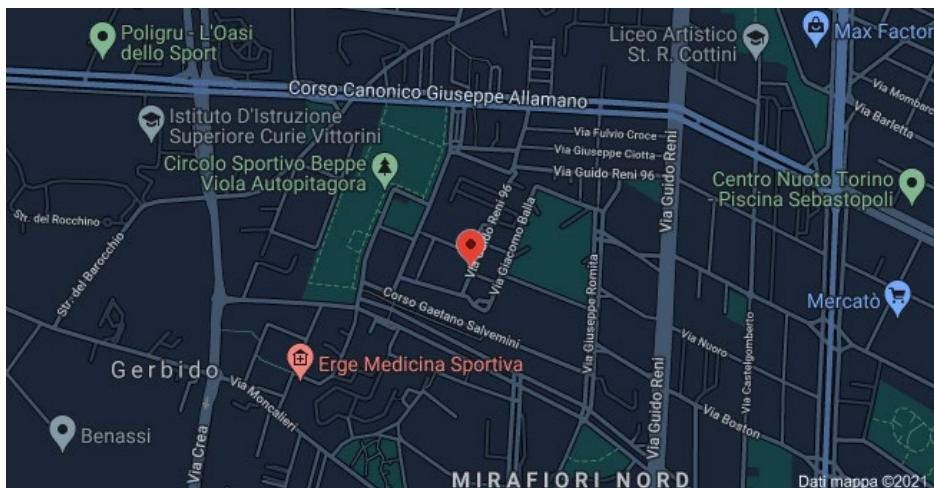 Poligru - L'Oasi
dello Sport
Liceo Artistico
St. R. Cottini
Max Factor
Via Mombarc
Via Barletta
Corso Canonico Giuseppe Allamano
Istituto D'Istruzione
Superiore Curie Vittorini
Via Fulvio Croce
Via Giuseppe Ciotta
Via Guido Reni 96
Circolo Sportivo Beppe
Viola Autopitagora
Centro Nuoto Torino
- Piscina Sebastopoli
Via Guido Reni
Str. del Rocchino
Str. del Barocchio
Via Guido Reni 96
Via Giacomo Balla
Via Giuseppe Romita
Mercatò
Corso Gaetano Salvemini
Via Nuoro
Via Castelgomberto
Gerbido
Erge Medicina Sportiva
Via Moncalieri
Via Guido Reni
Via Boston
Benassi
Via Crea
MIRAFIORI NORD
Dati mappa ©2021